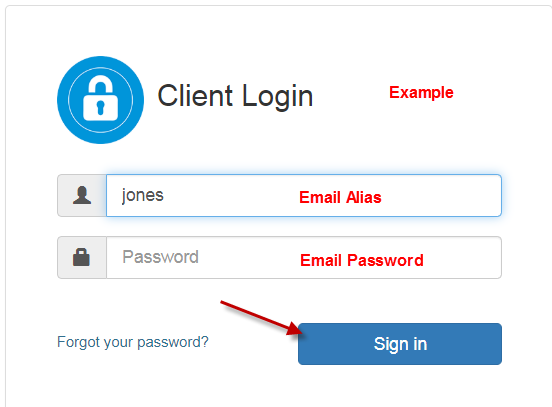 Client Login
Example
jones
Email Alias
Password
Email Password
Forgot your password?
Sign in